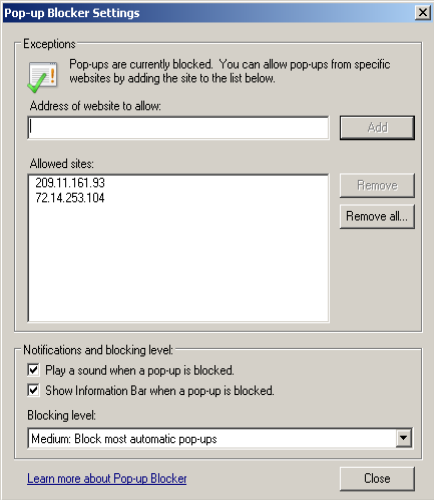 Pop-up Blocker Settings
Exceptions
Pop-ups are currently blocked. You can allow pop-ups from specific
websites by adding the site to the list below.
Address of website to allow:
Add
Allowed sites:
209.11.161.93
72.14.253.104
Remove
Remove all...
Notifications and blocking level:
Play a sound when a pop-up is blocked.
Show Information Bar when a pop-up is blocked.
Blocking level:
Medium: Block most automatic pop-ups
Learn more about Pop-up Blocker
Close